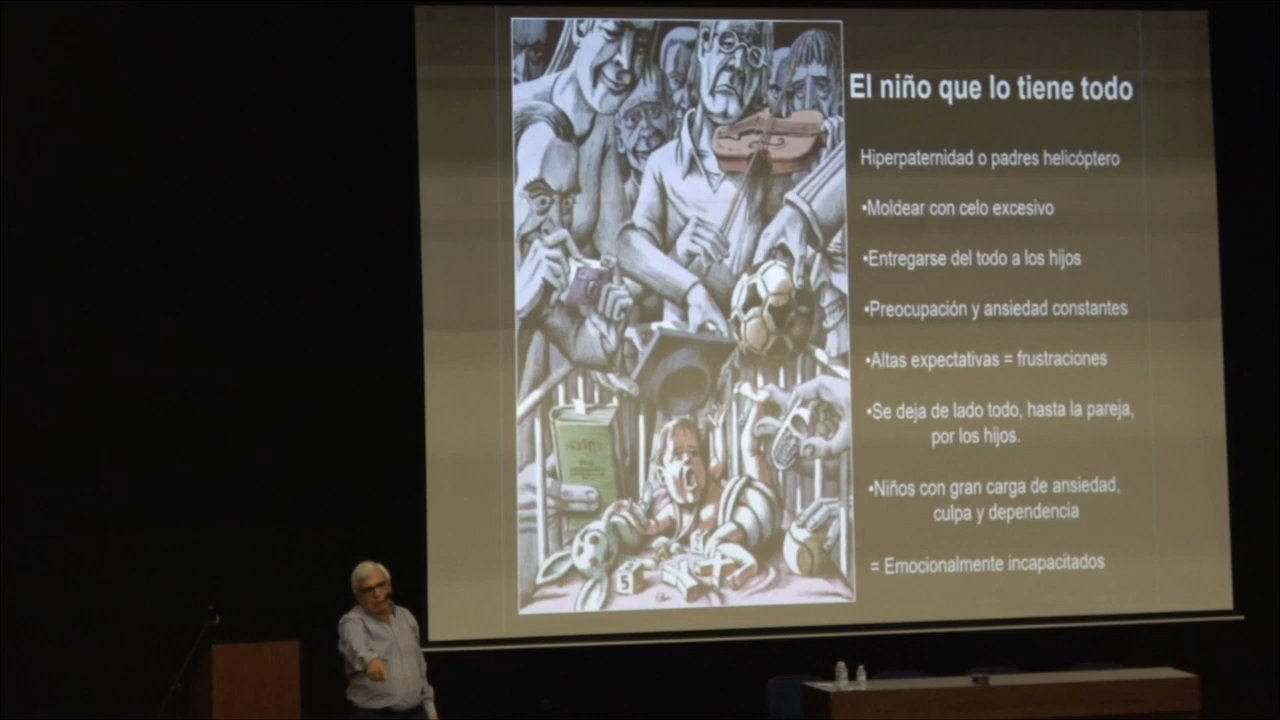 El niño que lo tiene todo
Hiperpaternidad o padres helicóptero
•Moldear con celo excesivo
•Entregarse del todo a los hijos
•Preocupación y ansiedad constantes
•Altas expectativas = frustraciones
•Se deja de lado todo, hasta la pareja,
por los hijos.
•Niños con gran carga de ansiedad,
culpa y dependencia
= Emocionalmente incapacitados
5